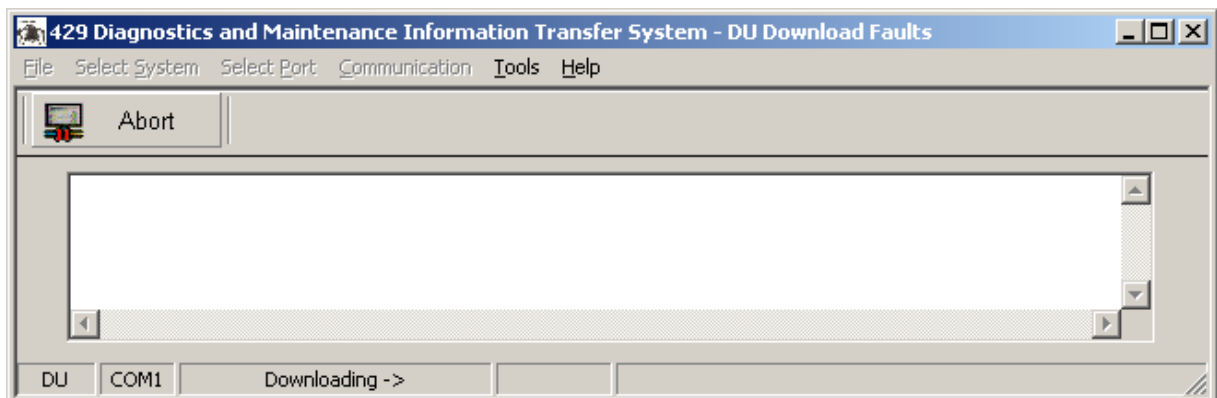 429 Diagnostics and Maintenance Information Transfer System - DU Download Faults
File Select System Select Port Communication Tools Help
Abort
DU COM1 Downloading ->